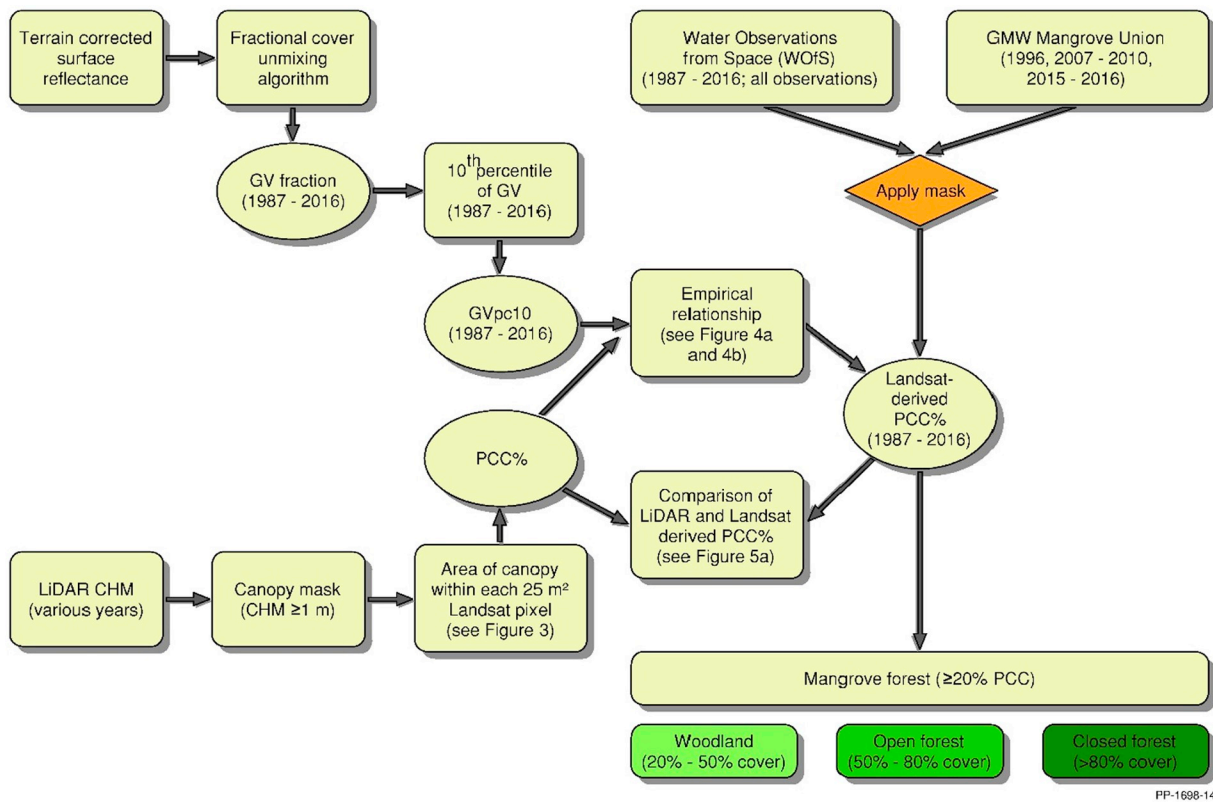 Terrain corrected
surface
reflectance
Fractional cover
unmixing
algorithm
Water Observations
from Space (WOfS)
(1987 - 2016; all observations)
GMW Mangrove Union
(1996, 2007 - 2010,
2015 - 2016)
GV fraction
(1987 - 2016)
10th percentile
of GV
(1987 - 2016)
Apply mask
GVpc10
(1987 - 2016)
Empirical
relationship
(see Figure 4a
and 4b)
Landsat-
derived
PCC%
(1987 - 2016)
PCC%
Comparison of
LiDAR and Landsat
derived PCC%
(see Figure 5a)
LiDAR CHM
(various years)
Canopy mask
(CHM ≥1 m)
Area of canopy
within each 25 m²
Landsat pixel
(see Figure 3)
Mangrove forest (≥20% PCC)
Woodland
(20% - 50% cover)
Open forest
(50% - 80% cover)
Closed forest
(>80% cover)
PP-1698-14